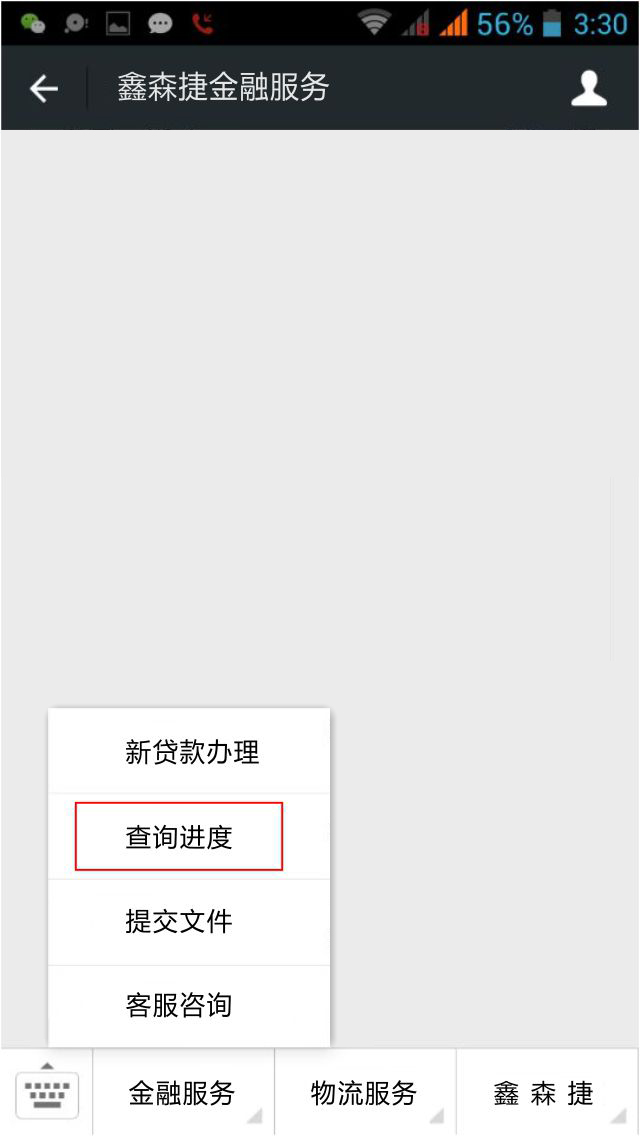 56% 3:30
鑫森捷金融服务
新贷款办理
查询进度
提交文件
客服咨询
金融服务 物流服务 鑫 森 捷